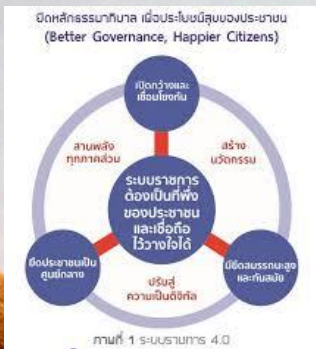 ยึดหลักธรรมาภิบาล เพื่อประโยชน์สุขของประชาชน
(Better Governance, Happier Citizens)
เปิดกว้างและ
เชื่อมโยงกัน
สานพลัง
ทุกภาคส่วน
สร้าง
นวัตกรรม
ระบบราชการ
ต้องเป็นที่พึ่ง
ของประชาชน
และเชื่อถือ
ไว้วางใจได้
ยึดประชาชนเป็น
ศูนย์กลาง
มีขีดสมรรถนะสูง
และทันสมัย
ปรับสู่
ความเป็นดิจิทัล
ภาพที่ 1 ระบบราชการ 4.0